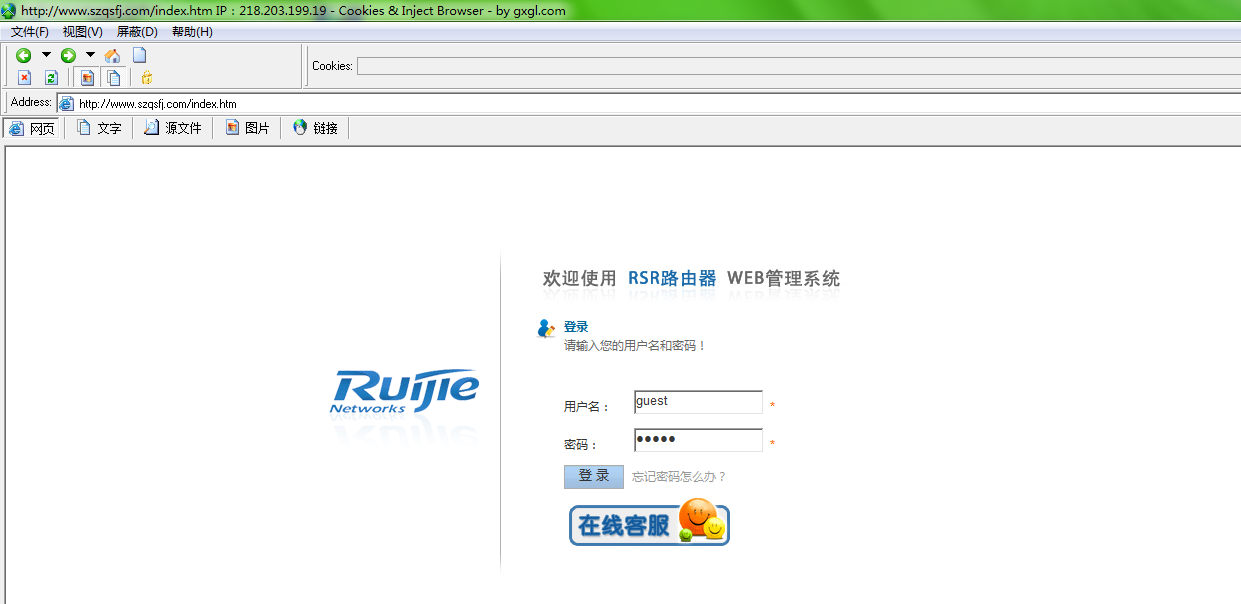 http://www.szqsfj.com/index.htm IP : 218.203.199.19 - Cookies & Inject Browser - by gxgl.com
文件(F) 视图(V) 屏蔽(D) 帮助(H)
Cookies:
Address: http://www.szqsfj.com/index.htm
网页 文字 源文件 图片 链接
欢迎使用 RSR路由器 WEB管理系统
登录
请输入您的用户名和密码！
Ruijie
Networks
用户名： guest *
密码： ●●●●● *
登 录 忘记密码怎么办？
在线客服